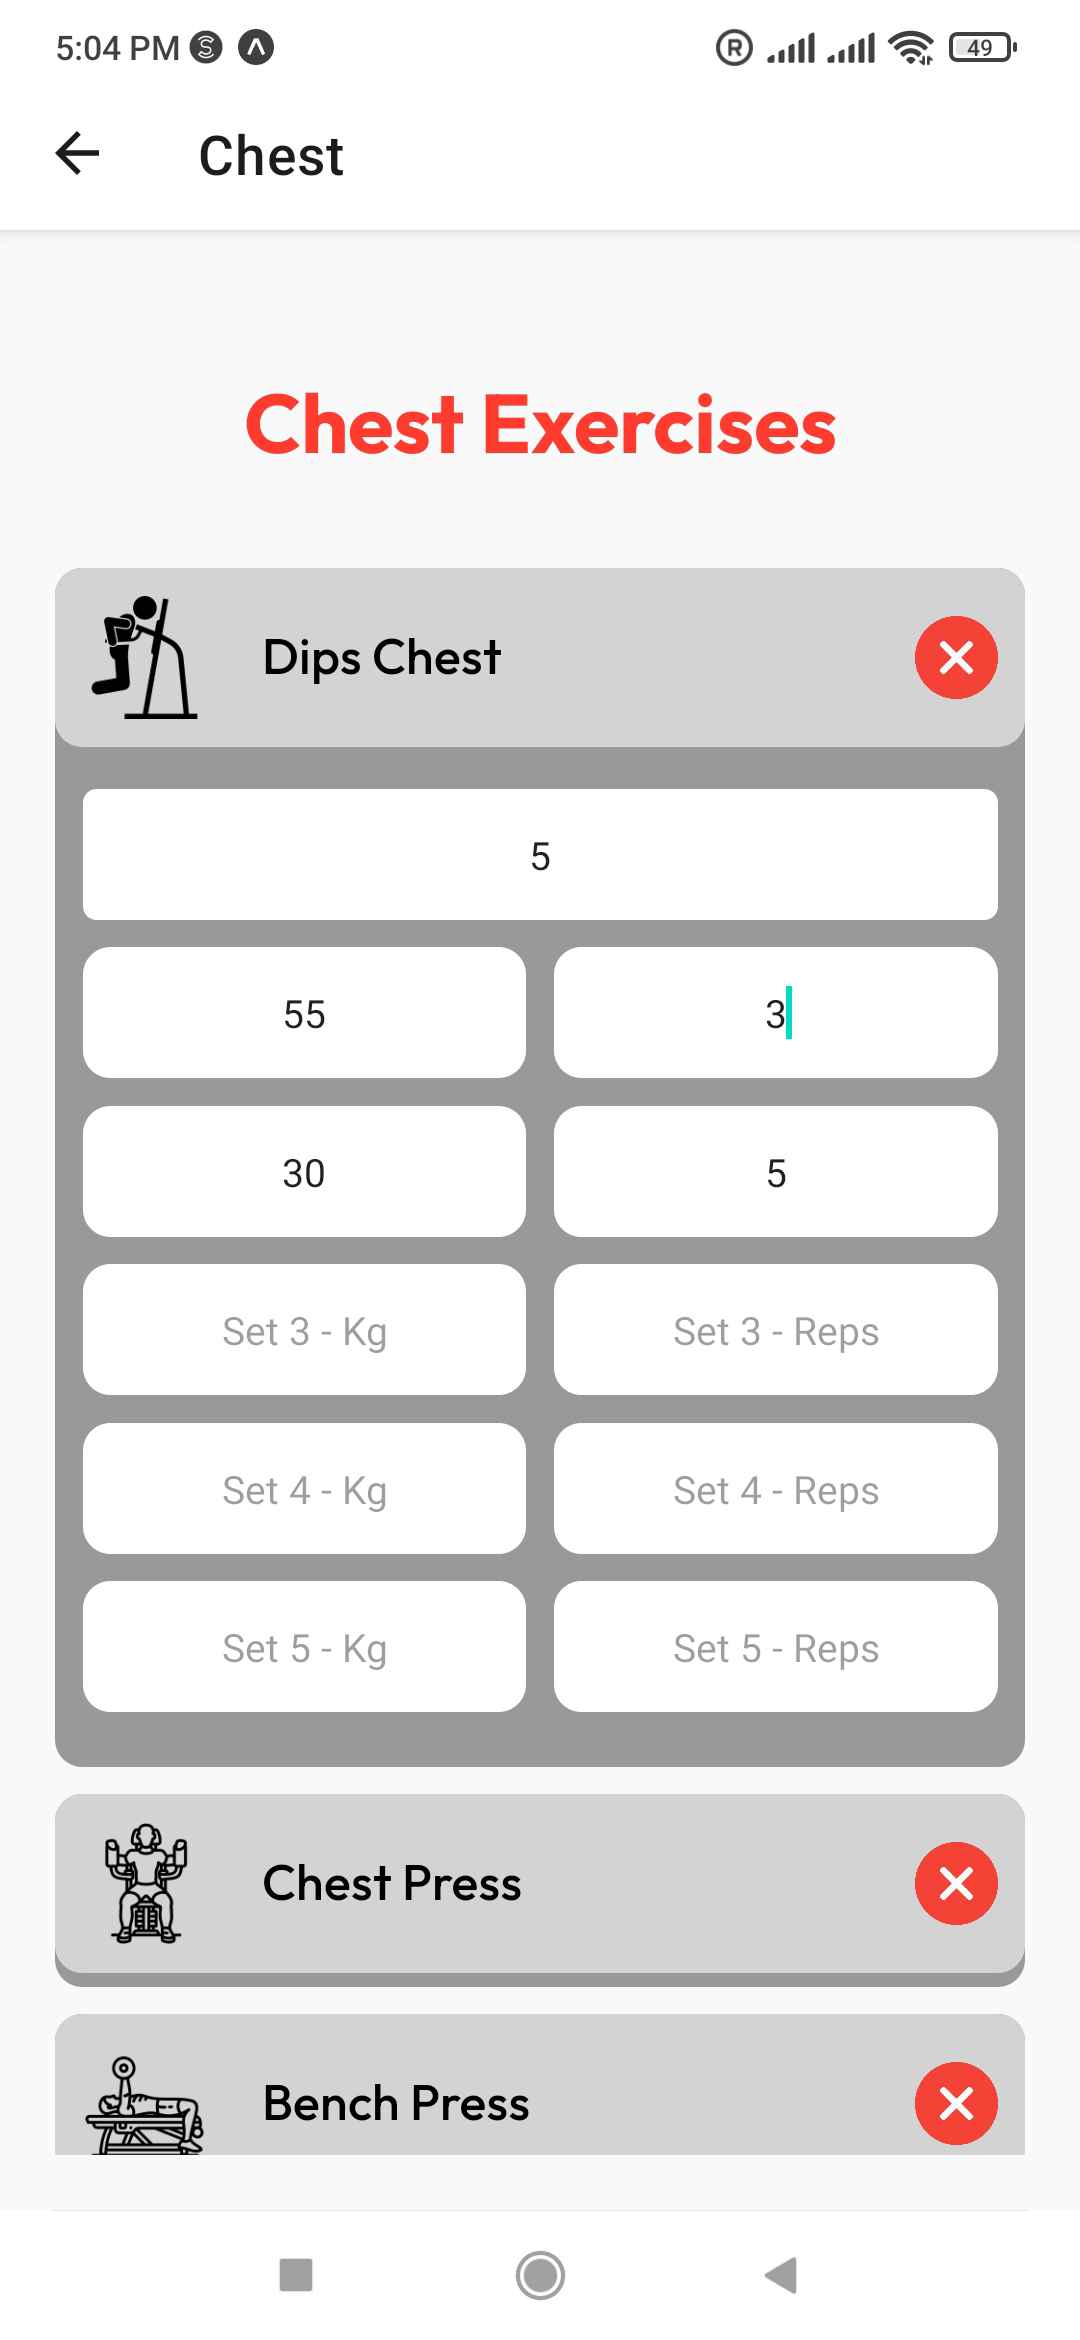 5:04 PM
49
Chest
Chest Exercises
Dips Chest
5
55 3
30 5
Set 3 - Kg Set 3 - Reps
Set 4 - Kg Set 4 - Reps
Set 5 - Kg Set 5 - Reps
Chest Press
Bench Press